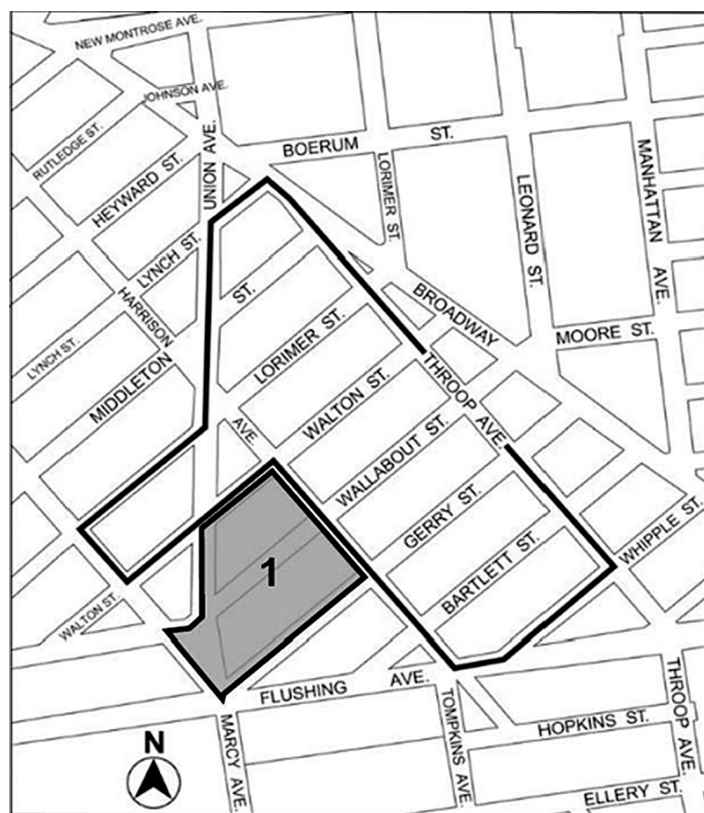 NEW MONTROSE AVE.
JOHNSON AVE.
RUTLEDGE ST.
UNION AVE.
BOERUM ST.
HEYWARD ST.
LORIMER ST.
MANHATTAN AVE.
LEONARD ST.
LYNCH ST.
ST.
HARRISON
BROADWAY
LYNCH ST.
MOORE ST.
LORIMER ST.
MIDDLETON
THROOP AVE.
WALTON ST.
AVE.
WALLABOUT ST.
GERRY ST.
WHIPPLE ST.
1
BARTLETT ST.
WALTON ST.
FLUSHING AVE.
TOMPKINS AVE.
THROOP AVE.
MARCY AVE.
HOPKINS ST.
N
ELLERY ST.